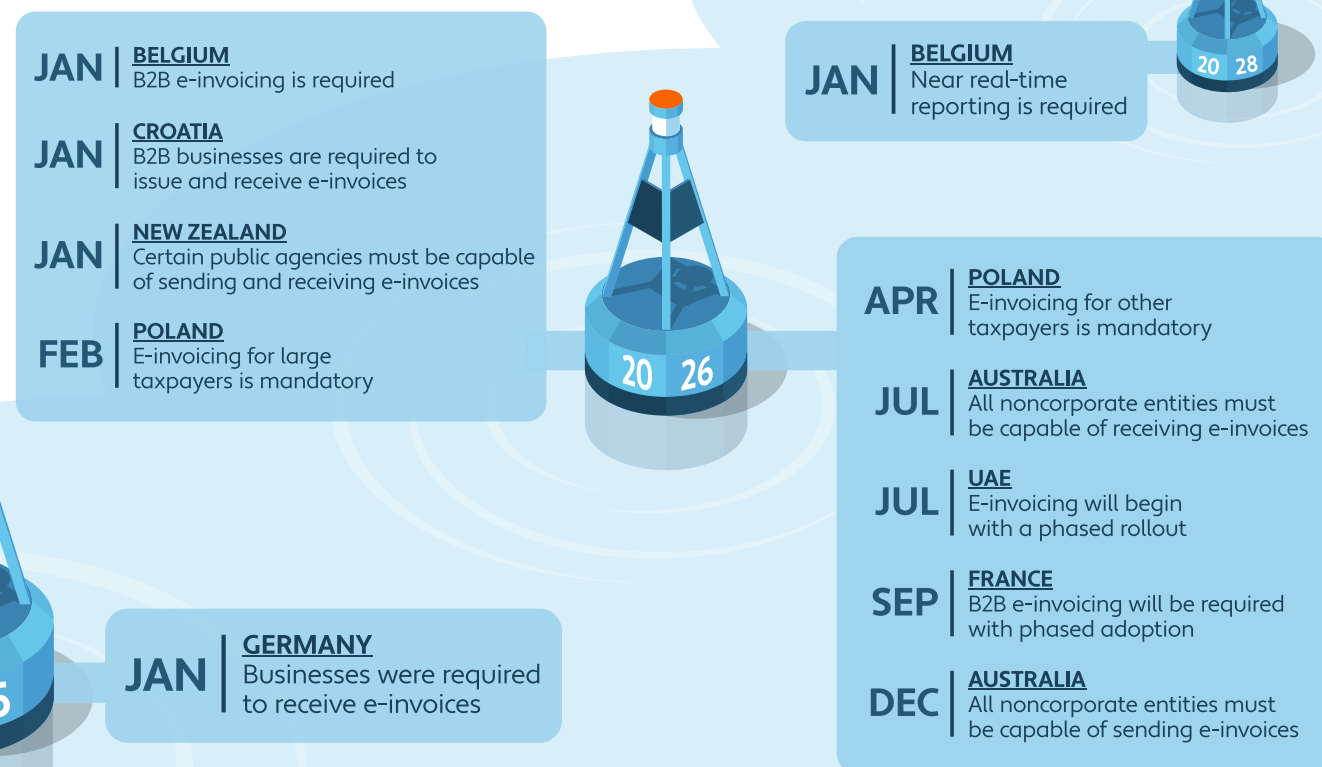 JAN
BELGIUM
B2B e-invoicing is required
JAN
CROATIA
B2B businesses are required to
issue and receive e-invoices
JAN
NEW ZEALAND
Certain public agencies must be capable
of sending and receiving e-invoices
FEB
POLAND
E-invoicing for large
taxpayers is mandatory
20 26
JAN
BELGIUM
Near real-time
reporting is required
20 28
APR
POLAND
E-invoicing for other
taxpayers is mandatory
JUL
AUSTRALIA
All noncorporate entities must
be capable of receiving e-invoices
JUL
UAE
E-invoicing will begin
with a phased rollout
SEP
FRANCE
B2B e-invoicing will be required
with phased adoption
DEC
AUSTRALIA
All noncorporate entities must
be capable of sending e-invoices
JAN
GERMANY
Businesses were required
to receive e-invoices